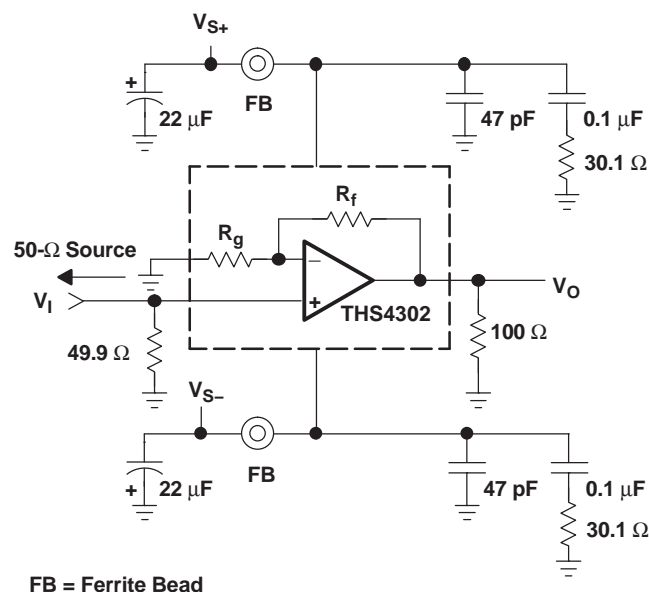 VS+
FB
+
22 μF
47 pF
0.1 μF
30.1 Ω
Rf
Rg
50-Ω Source
−
+
VI
THS4302
VO
49.9 Ω
100 Ω
VS−
FB
+
22 μF
47 pF
0.1 μF
30.1 Ω
FB = Ferrite Bead